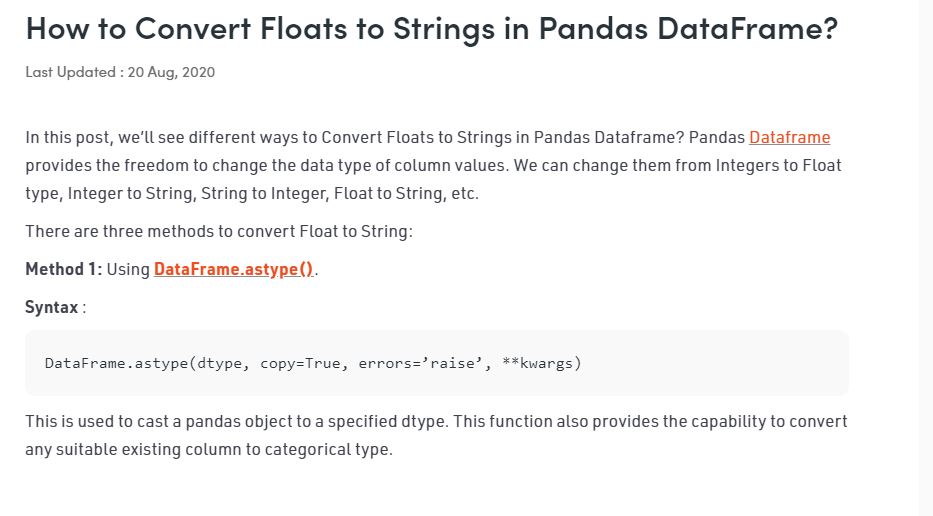 How to Convert Floats to Strings in Pandas DataFrame?
Last Updated : 20 Aug, 2020
In this post, we’ll see different ways to Convert Floats to Strings in Pandas Dataframe? Pandas Dataframe
provides the freedom to change the data type of column values. We can change them from Integers to Float
type, Integer to String, String to Integer, Float to String, etc.
There are three methods to convert Float to String:
Method 1: Using DataFrame.astype().
Syntax :
DataFrame.astype(dtype, copy=True, errors=’raise’, **kwargs)
This is used to cast a pandas object to a specified dtype. This function also provides the capability to convert
any suitable existing column to categorical type.